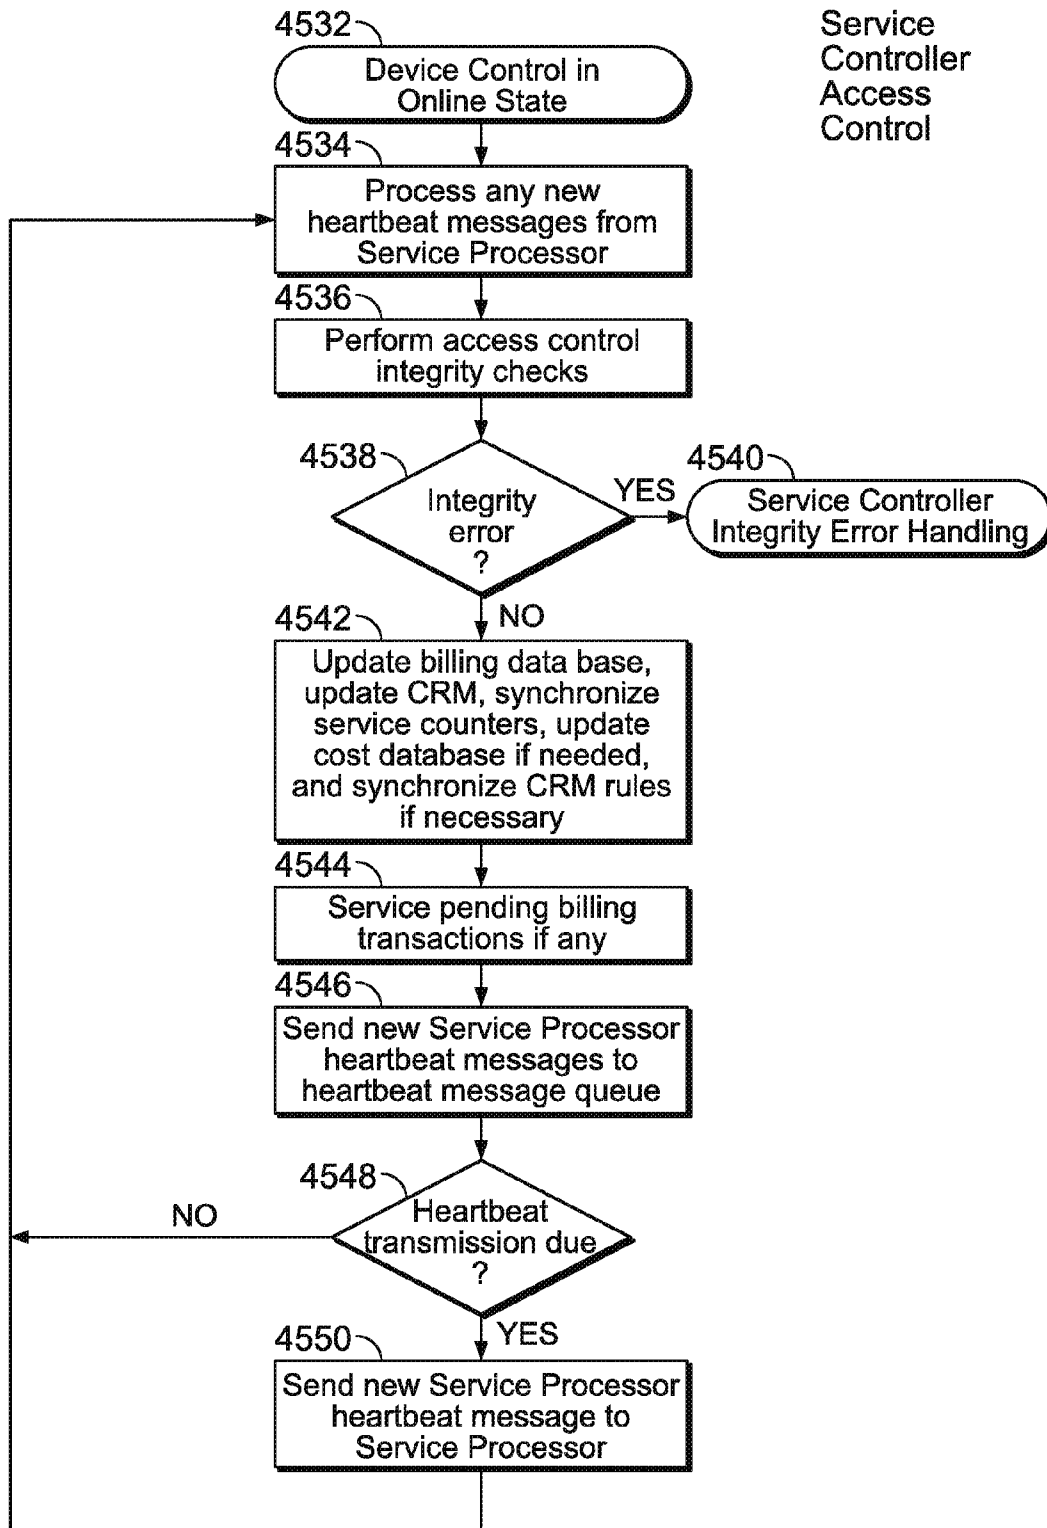 4532
Service
Controller
Access
Control
Device Control in
Online State
4534
Process any new
heartbeat messages from
Service Processor
4536
Perform access control
integrity checks
4538
Integrity
error
?
YES
4540
Service Controller
Integrity Error Handling
NO
4542
Update billing data base,
update CRM, synchronize
service counters, update
cost database if needed,
and synchronize CRM rules
if necessary
4544
Service pending billing
transactions if any
4546
Send new Service Processor
heartbeat messages to
heartbeat message queue
4548
Heartbeat
transmission due
?
NO
YES
4550
Send new Service Processor
heartbeat message to
Service Processor